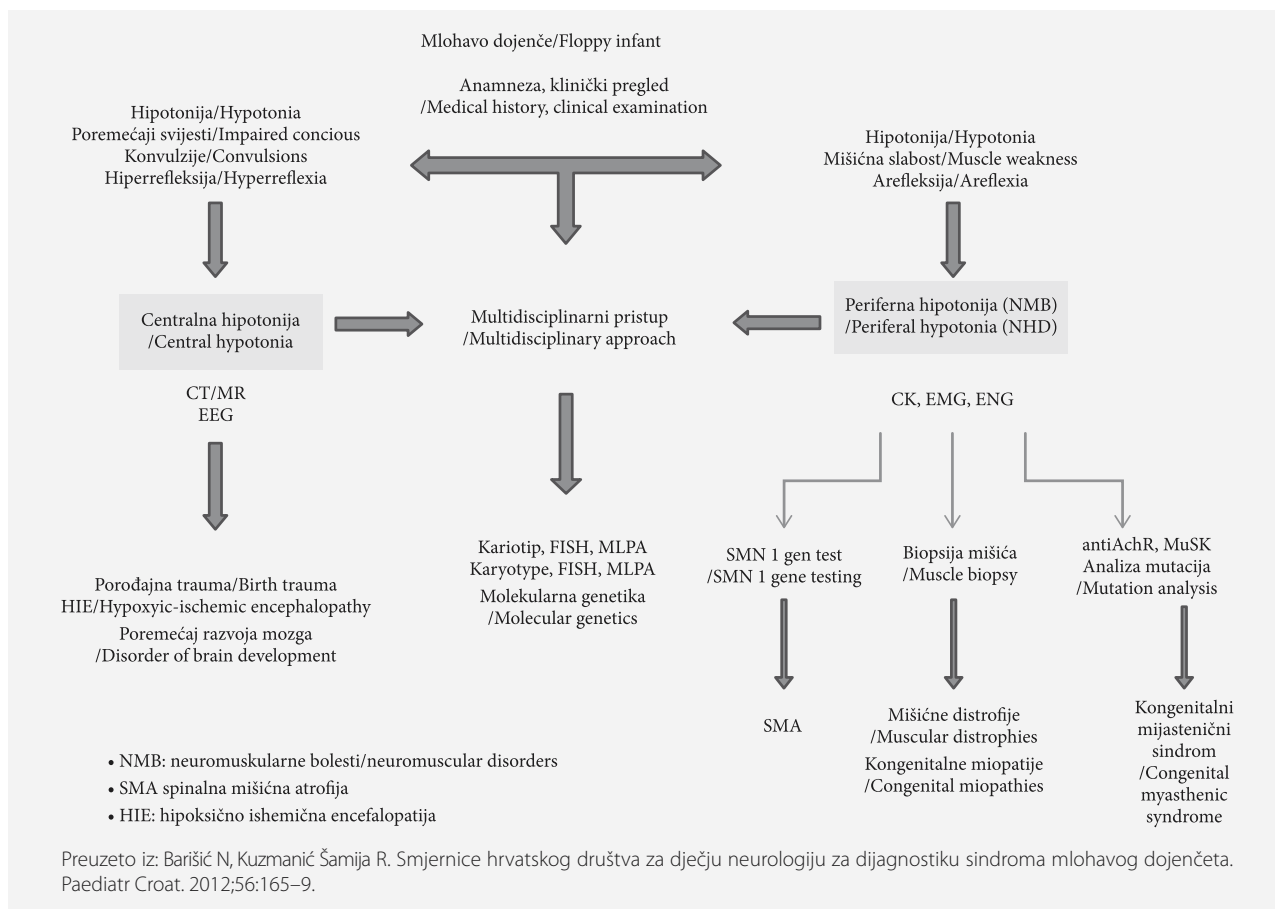 Mlohavo dojenče/Floppy infant
Anamneza, klinički pregled
/Medical history, clinical examination
Hipotonija/Hypotonia
Poremećaji svijesti/Impaired concious
Konvulzije/Convulsions
Hiperrefleksija/Hyperreflexia
Hipotonija/Hypotonia
Mišićna slabost/Muscle weakness
Arefleksija/Areflexia
Centralna hipotonija
/Central hypotonia
Multidisciplinarni pristup
/Multidisciplinary approach
Periferna hipotonija (NMB)
/Periferal hypotonia (NHD)
CT/MR
EEG
CK, EMG, ENG
Porođajna trauma/Birth trauma
HIE/Hypoxyic-ischemic encephalopathy
Poremećaj razvoja mozga
/Disorder of brain development
Kariotip, FISH, MLPA
Karyotype, FISH, MLPA
Molekularna genetika
/Molecular genetics
SMN 1 gen test
/SMN 1 gene testing
Biopsija mišića
/Muscle biopsy
antiAchR, MuSK
Analiza mutacija
/Mutation analysis
SMA
Mišićne distrofije
/Muscular distrophies
Kongenitalne miopatije
/Congenital miopathies
Kongenitalni
mijastenični
sindrom
/Congenital
myasthenic
syndrome
• NMB: neuromuskularne bolesti/neuromuscular disorders
• SMA spinalna mišićna atrofija
• HIE: hipoksično ishemična encefalopatija
Preuzeto iz: Barišić N, Kuzmanić Šamija R. Smjernice hrvatskog društva za dječju neurologiju za dijagnostiku sindroma mlohavog dojenčeta.
Paediatr Croat. 2012;56:165–9.